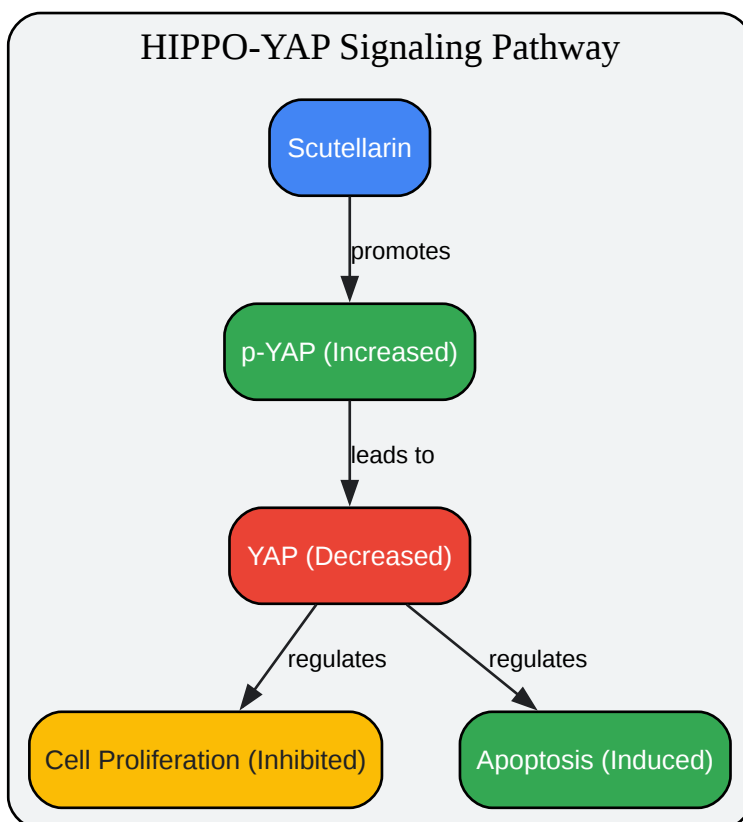 HIPPO-YAP Signaling Pathway
Scutellarin
promotes
p-YAP (Increased)
leads to
YAP (Decreased)
regulates
regulates
Cell Proliferation (Inhibited)
Apoptosis (Induced)